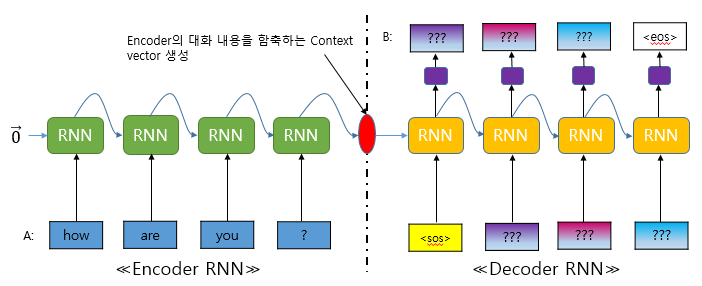 Encoder의 대화 내용을 함축하는 Context
vector 생성
B:
??? ??? ??? <eos>
0 RNN RNN RNN RNN RNN RNN RNN RNN
A: how are you ? <sos> ??? ??? ???
≪Encoder RNN≫ ≪Decoder RNN≫